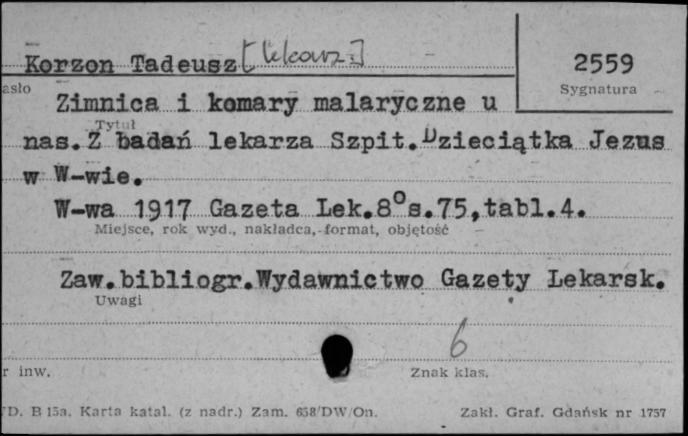 Korzon Tadeusz [lekarz]
2559
asło
Sygnatura
Zimnica i komary malaryczne u
Tytuł
nas. Z badań lekarza Szpit. Dzieciątka Jezus
w W-wie.
W-wa 1917 Gazeta Lek.8° s.75,tabl.4.
Miejsce, rok wyd., nakładca, format, objętość
Zaw.bibliogr.Wydawnictwo Gazety Lekarsk.
Uwagi
6
r inw.
Znak klas.
D. B 15a. Karta katal. (z nadr.) Zam. 658/DW/On.
Zakł. Graf. Gdańsk nr 1757